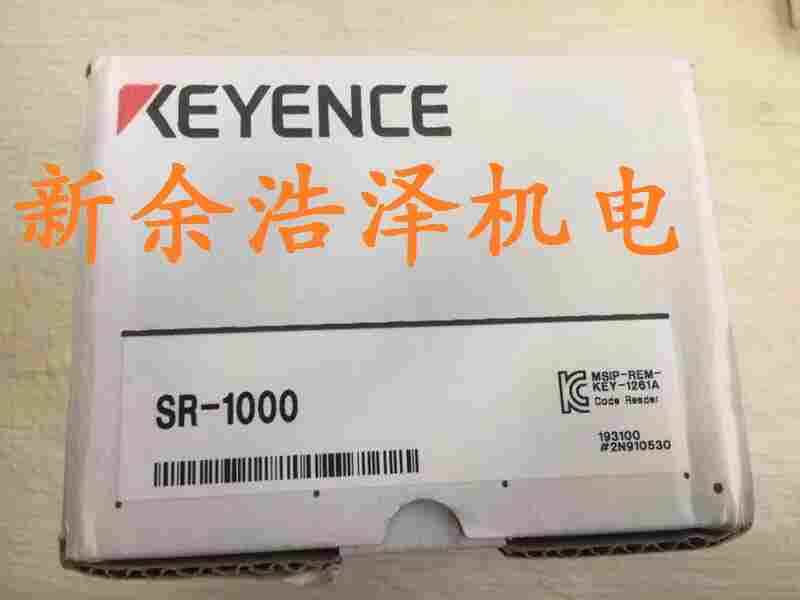 KEYENCE
新余浩泽机电
SR-1000
MSIP-REM-
KEY-1261A
Code Reader
193100
#2N910530